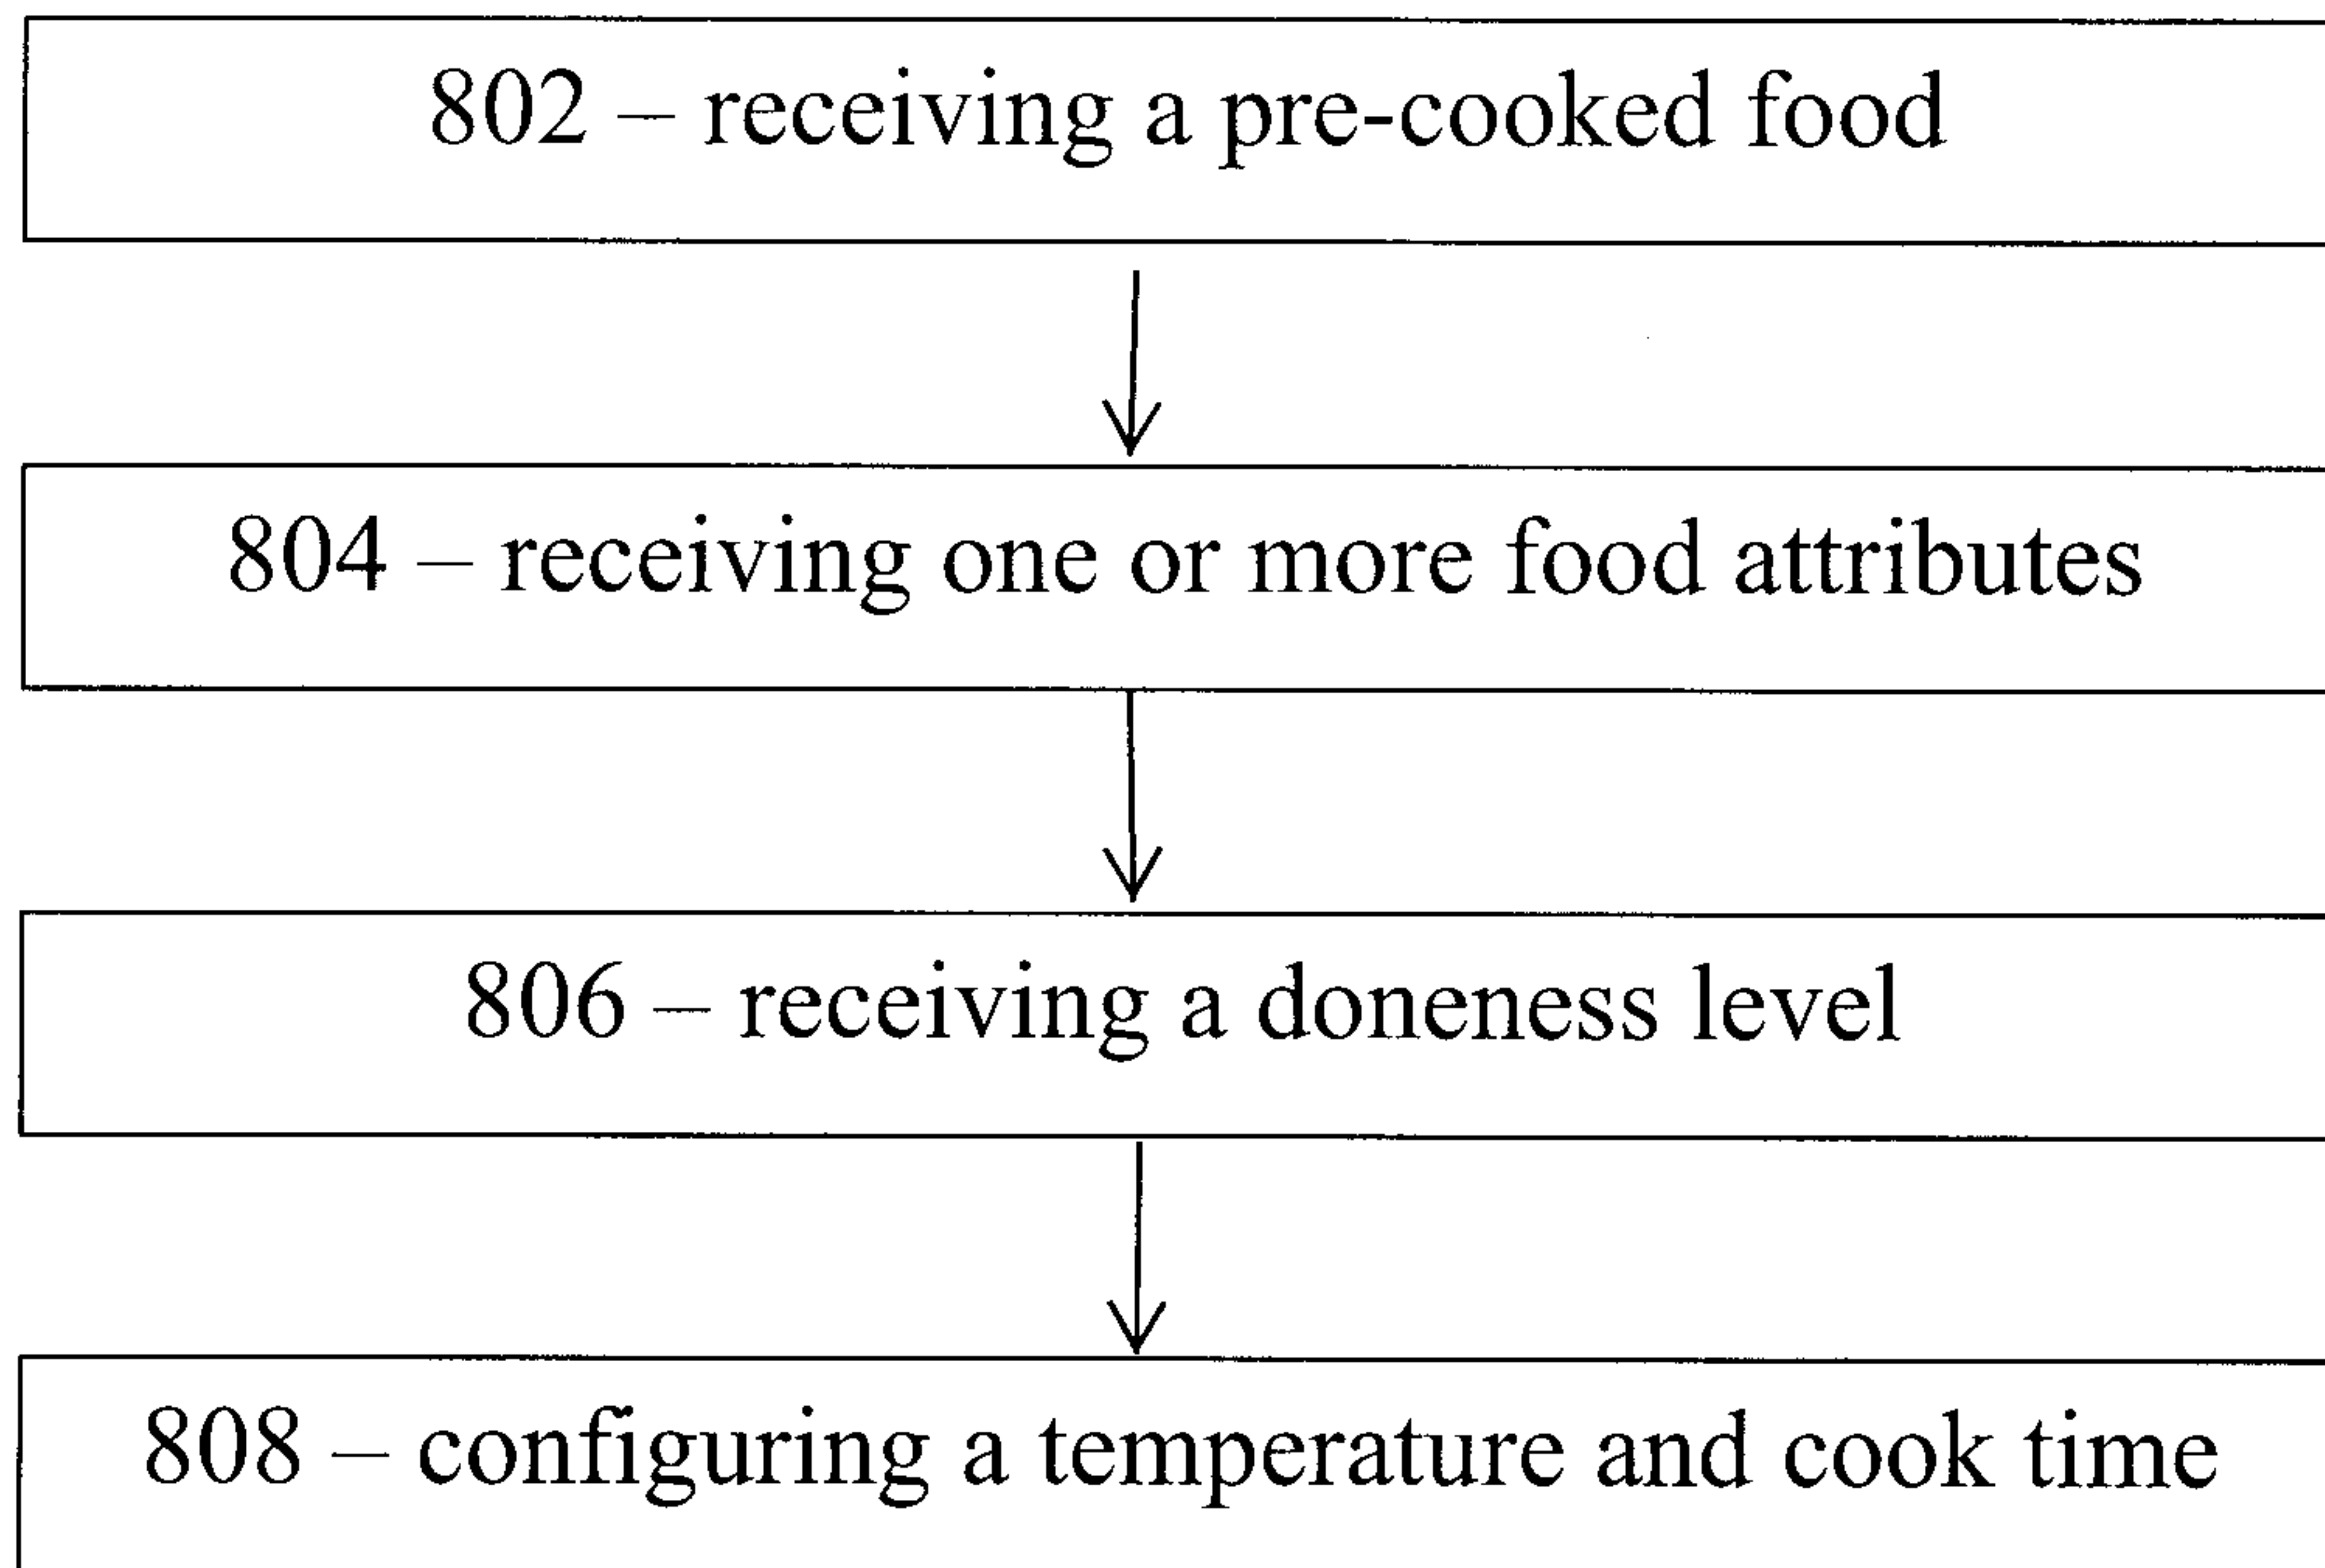 802 – receiving a pre-cooked food
804 – receiving one or more food attributes
806 – receiving a doneness level
808 – configuring a temperature and cook time